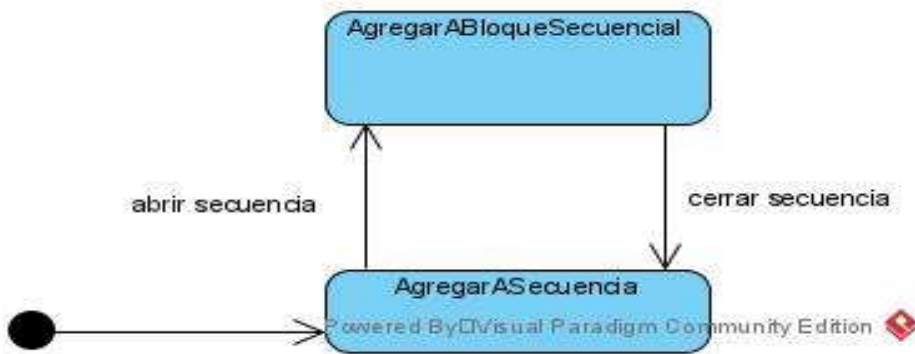 AgregarABloqueSecuencial
abrir secuencia
cerrar secuencia
AgregarASecuencia
Powered By Visual Paradigm Community Edition